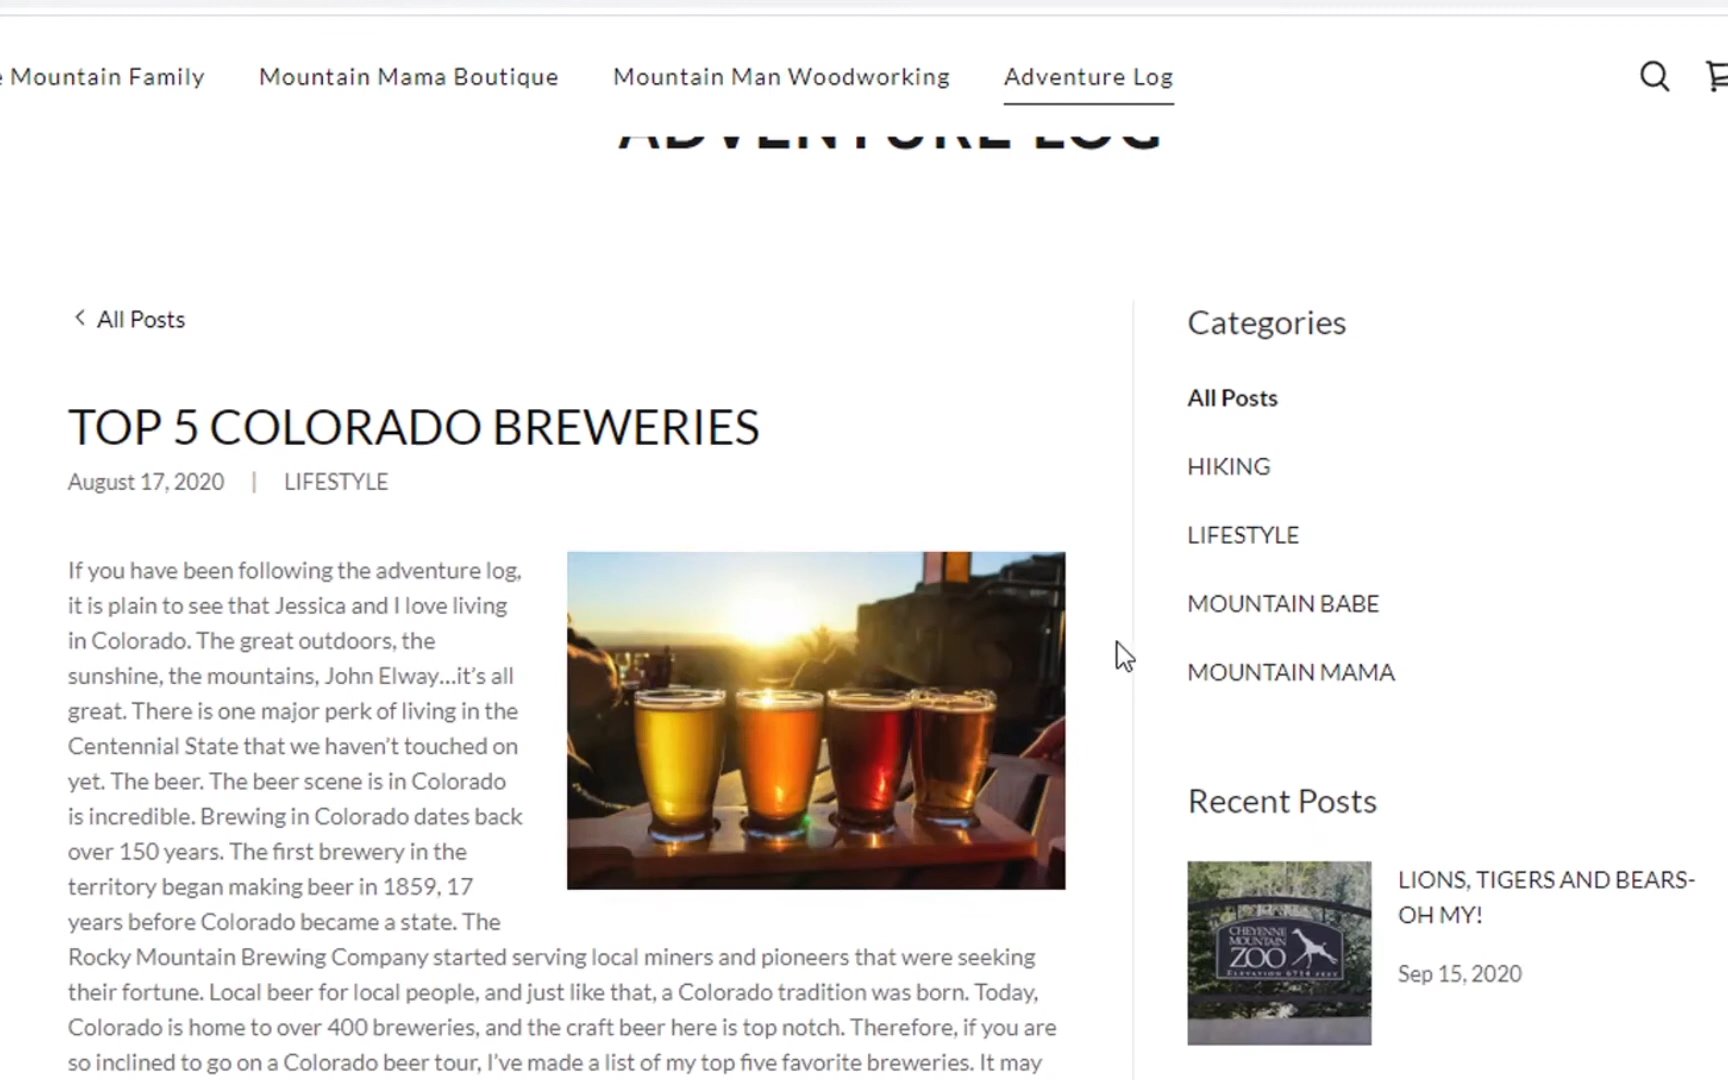 Mountain Family
Mountain Mama Boutique
Mountain Man Woodworking
Adventure Log
ADVENTURE LOG
All Posts
TOP 5 COLORADO BREWERIES
August 17, 2020 | LIFESTYLE
If you have been following the adventure log,
it is plain to see that Jessica and I love living
in Colorado. The great outdoors, the
sunshine, the mountains, John Elway...it's all
great. There is one major perk of living in the
Centennial State that we haven't touched on
yet. The beer. The beer scene is in Colorado
is incredible. Brewing in Colorado dates back
over 150 years. The first brewery in the
territory began making beer in 1859, 17
years before Colorado became a state. The
Rocky Mountain Brewing Company started serving local miners and pioneers that were seeking
their fortune. Local beer for local people, and just like that, a Colorado tradition was born. Today,
Colorado is home to over 400 breweries, and the craft beer here is top notch. Therefore, if you are
so inclined to go on a Colorado beer tour, I've made a list of my top five favorite breweries. It may
Categories
All Posts
HIKING
LIFESTYLE
MOUNTAIN BABE
MOUNTAIN MAMA
Recent Posts
CHEYENNE
MOUNTAIN
ZOO
ELEVATION 6714 FEET
LIONS, TIGERS AND BEARS-
OH MY!
Sep 15, 2020